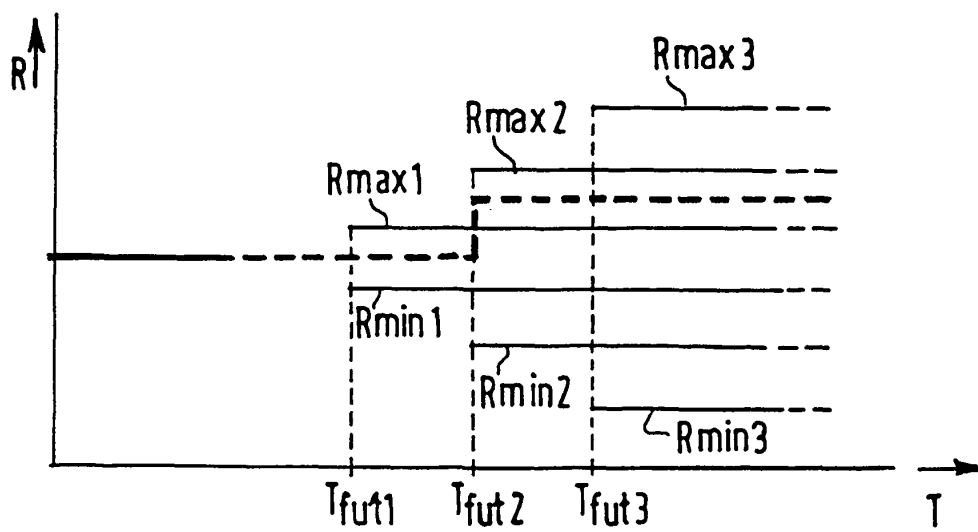 R
Rmax3
Rmax2
Rmax1
Rmin1
Rmin2
Rmin3
Tfut1 Tfut2 Tfut3 T